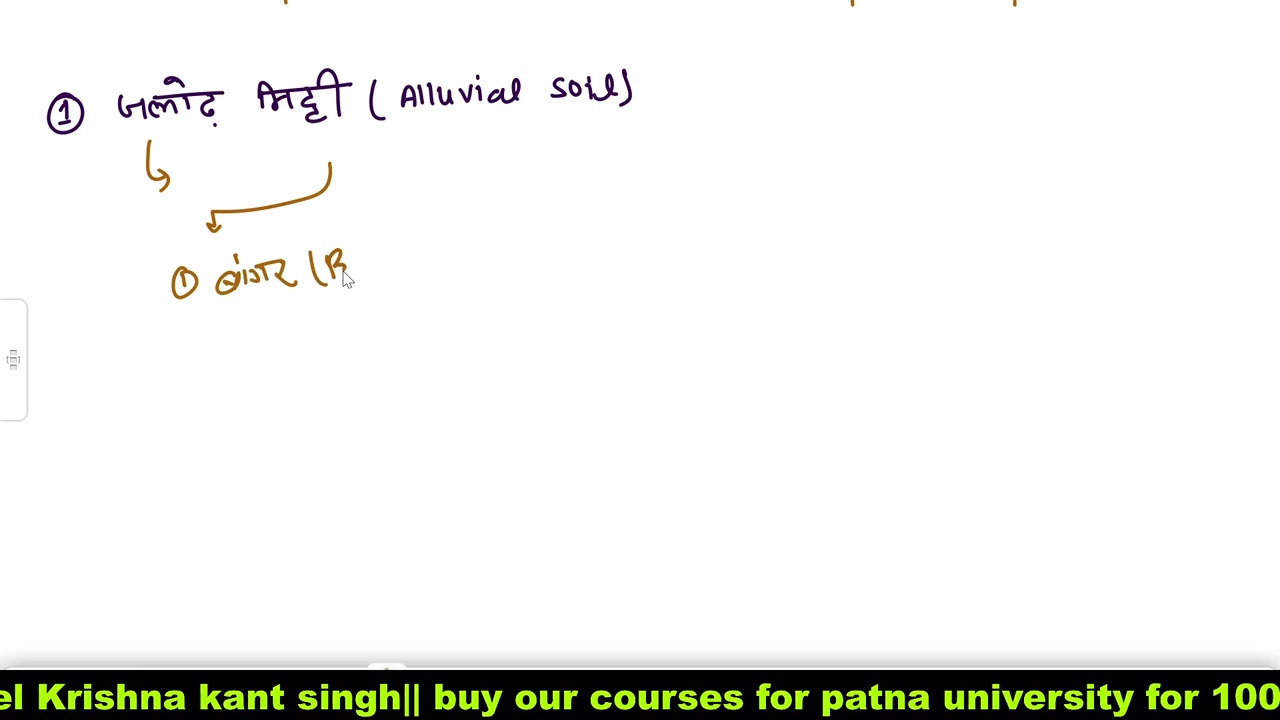 ① जलोढ़ मिट्टी (Alluvial Soil)
① बांगर (B
el Krishna kant singh|| buy our courses for patna university for 100